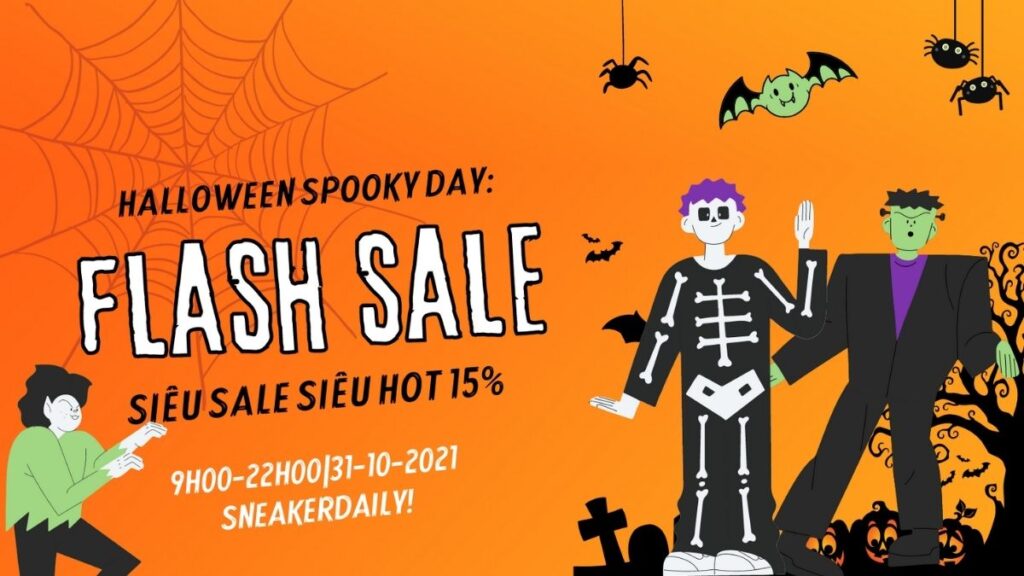 HALLOWEEN SPOOKY DAY:
FLASH SALE
SIÊU SALE SIÊU HOT 15%
9H00-22H00|31-10-2021
SNEAKERDAILY!